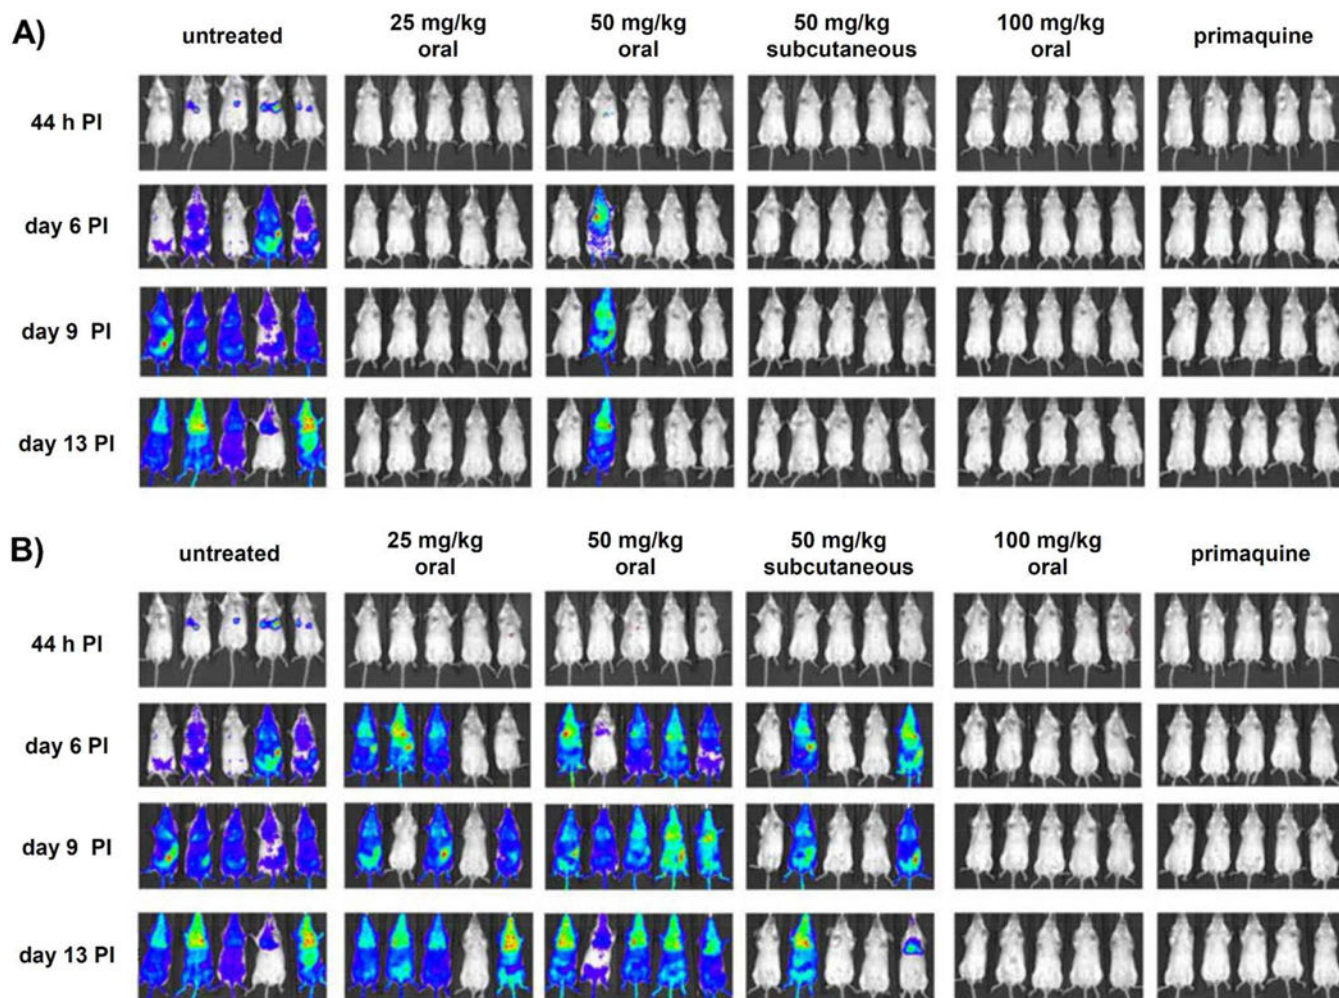 A)
untreated
25 mg/kg
oral
50 mg/kg
oral
50 mg/kg
subcutaneous
100 mg/kg
oral
primaquine
44 h PI
day 6 PI
day 9 PI
day 13 PI
B)
untreated
25 mg/kg
oral
50 mg/kg
oral
50 mg/kg
subcutaneous
100 mg/kg
oral
primaquine
44 h PI
day 6 PI
day 9 PI
day 13 PI